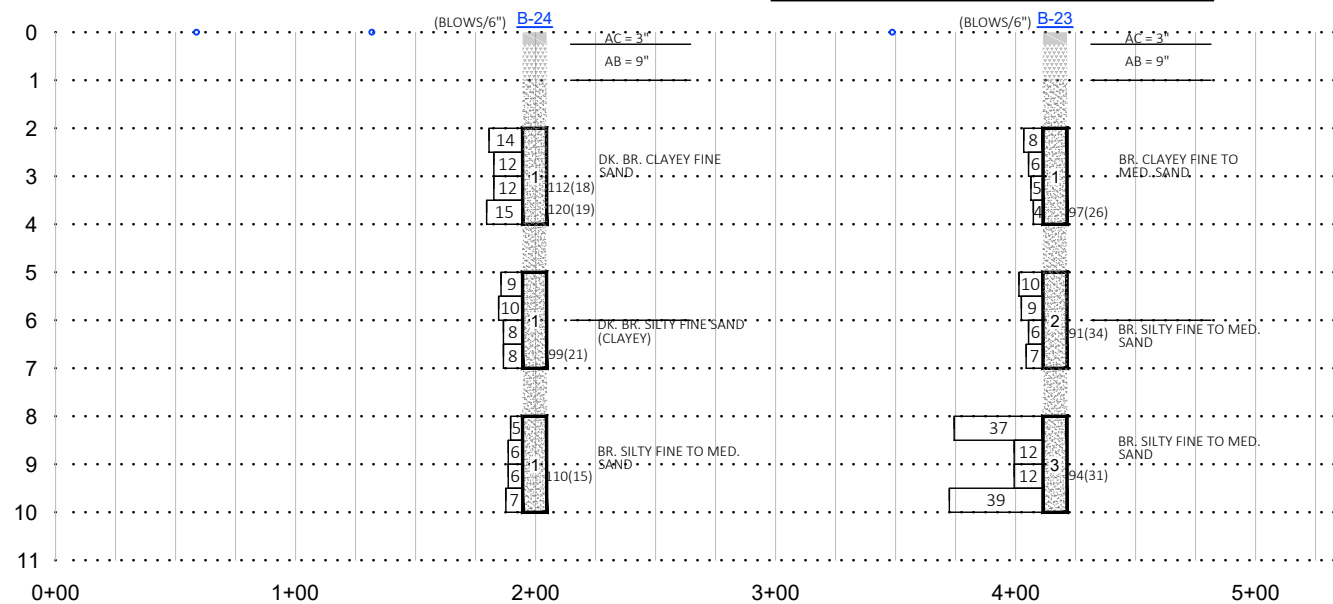 (BLOWS/6") B-24 (BLOWS/6") B-23
0
AC = 3" AC = 3"
AB = 9" AB = 9"
1
2
14 8
12 DK. BR. CLAYEY FINE 6 BR. CLAYEY FINE TO
SAND MED. SAND
3 1 1
12 112(18) 5
15 120(19) 4 97(26)
4
5
9 10
10 9
6 1 2
DK. BR. SILTY FINE SAND BR. SILTY FINE TO MED.
8 (CLAYEY) 6 91(34) SAND
8 99(21) 7
7
8
5 37 BR. SILTY FINE TO MED.
6 BR. SILTY FINE TO MED. 12 SAND
SAND
9 1 3
6 110(15) 12 94(31)
7 39
10
11
0+00 1+00 2+00 3+00 4+00 5+00